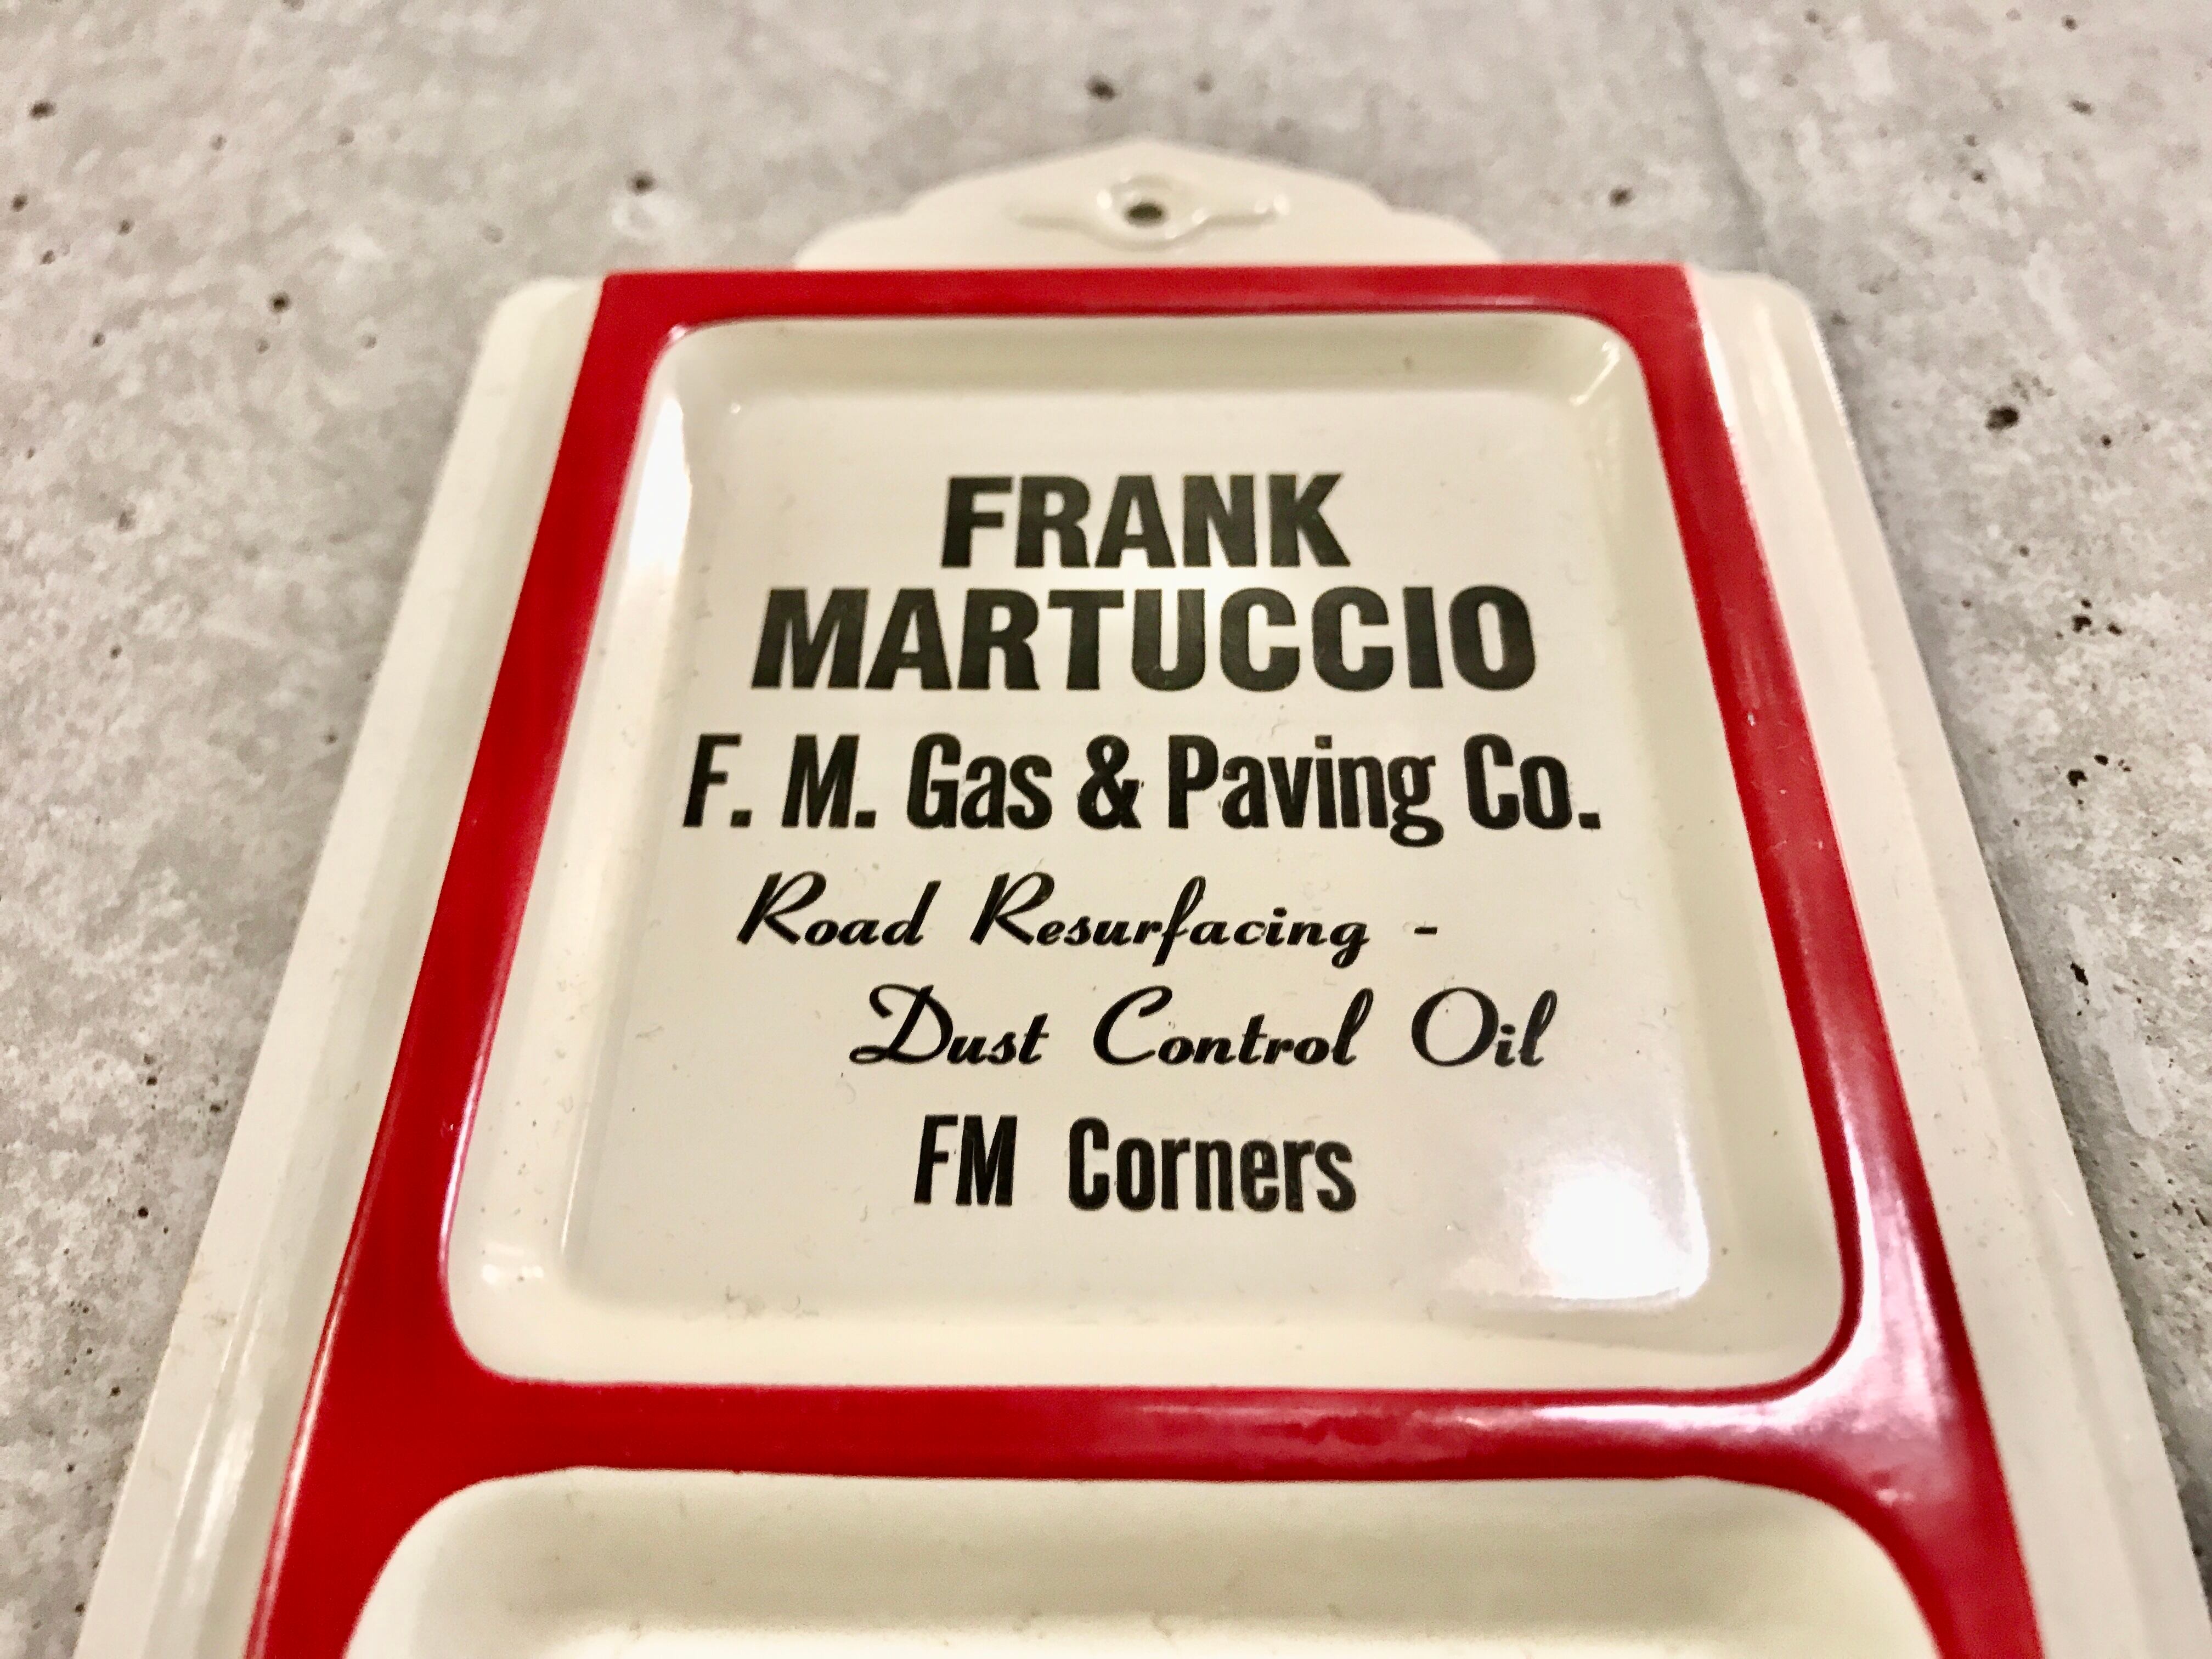 FRANK
MARTUCCIO
F. M. Gas & Paving Co.
Road Resurfacing -
Dust Control Oil
FM Corners